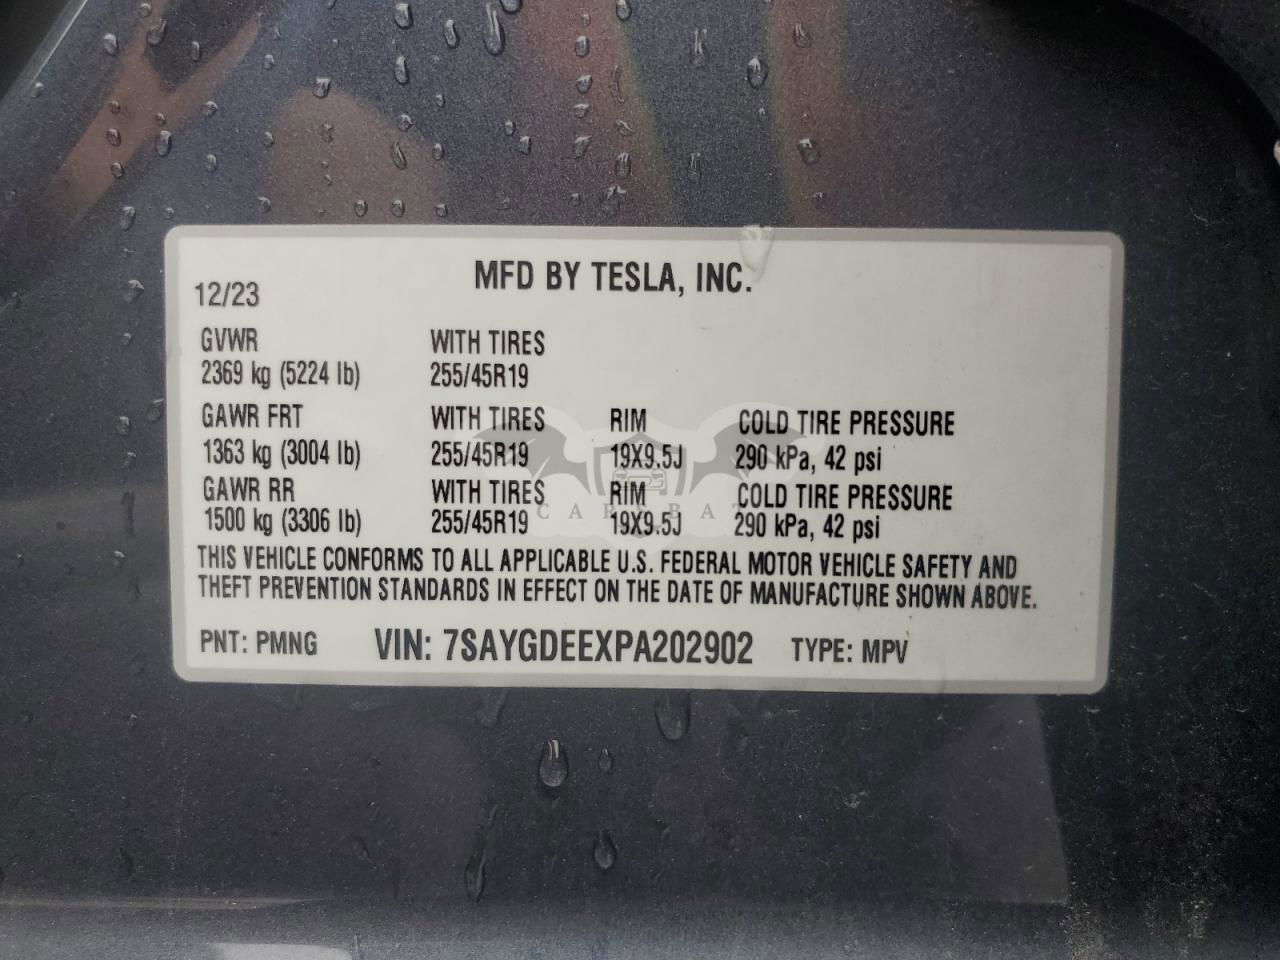 MFD BY TESLA, INC.
12/23
GVWR WITH TIRES
2369 kg (5224 lb) 255/45R19
GAWR FRT WITH TIRES RIM COLD TIRE PRESSURE
1363 kg (3004 lb) 255/45R19 19X9.5J 290 kPa, 42 psi
GAWR RR WITH TIRES RIM COLD TIRE PRESSURE
1500 kg (3306 lb) 255/45R19 19X9.5J 290 kPa, 42 psi
THIS VEHICLE CONFORMS TO ALL APPLICABLE U.S. FEDERAL MOTOR VEHICLE SAFETY AND
THEFT PREVENTION STANDARDS IN EFFECT ON THE DATE OF MANUFACTURE SHOWN ABOVE.
PNT: PMNG VIN: 7SAYGDEEXPA202902 TYPE: MPV